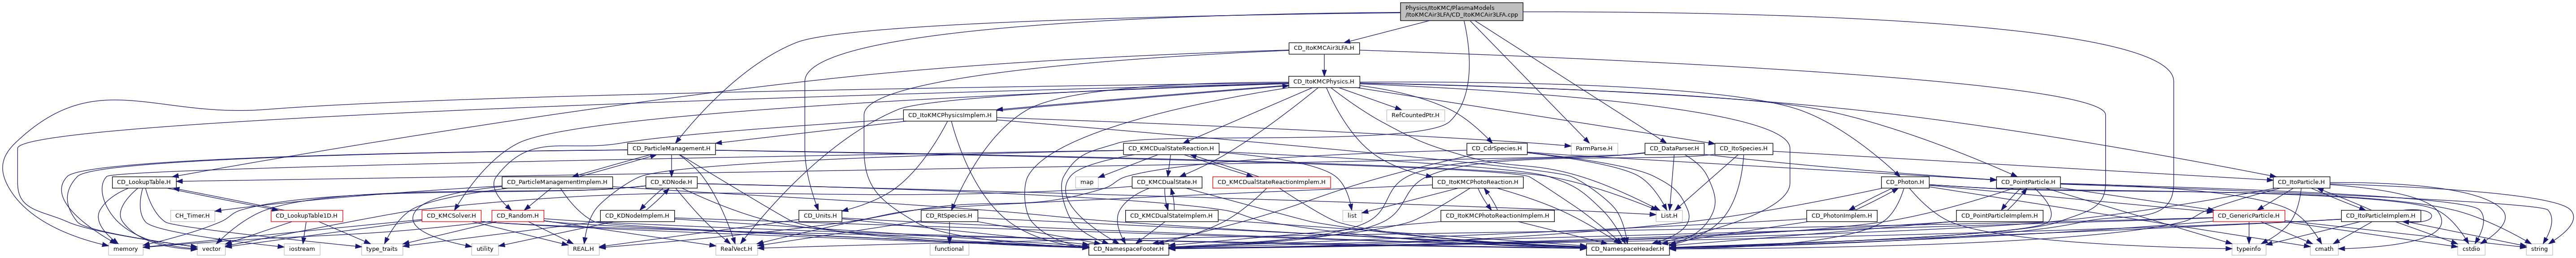 Physics/ItoKMC/PlasmaModels
/ItoKMCAir3LFA/CD_ItoKMCAir3LFA.cpp
CD_ItoKMCAir3LFA.H
CD_ItoKMCPhysics.H
CD_ItoKMCPhysicsImplem.H
RefCountedPtr.H
CD_ParticleManagement.H
CD_KMCDualStateReaction.H
CD_CdrSpecies.H
ParmParse.H
CD_DataParser.H
CD_ItoSpecies.H
CD_LookupTable.H
CD_ParticleManagementImplem.H
CD_KDNode.H
map
CD_KMCDualState.H
CD_KMCDualStateReactionImplem.H
CD_ItoKMCPhotoReaction.H
CD_Photon.H
CD_PointParticle.H
CD_ItoParticle.H
CH_Timer.H
CD_LookupTable1D.H
CD_KMCSolver.H
CD_Random.H
CD_KDNodeImplem.H
CD_Units.H
CD_RtSpecies.H
CD_KMCDualStateImplem.H
list
CD_ItoKMCPhotoReactionImplem.H
List.H
CD_PhotonImplem.H
CD_PointParticleImplem.H
CD_GenericParticle.H
CD_ItoParticleImplem.H
memory
vector
iostream
type_traits
utility
REAL.H
RealVect.H
functional
CD_NamespaceFooter.H
CD_NamespaceHeader.H
typeinfo
cmath
cstdio
string